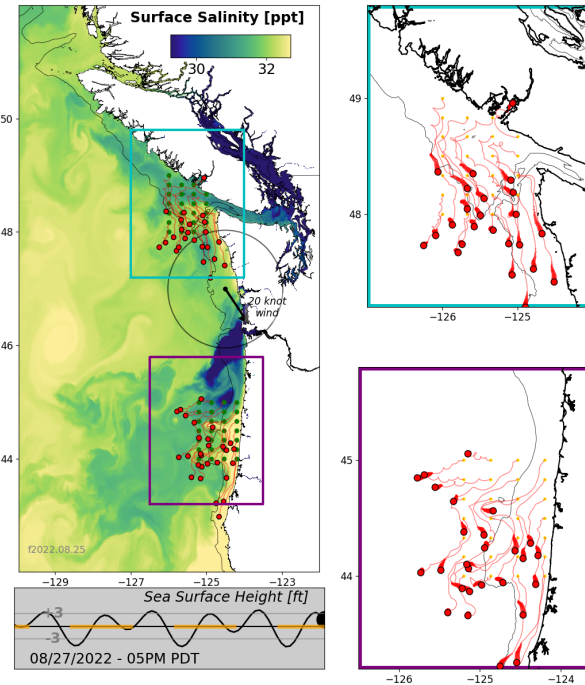 Surface Salinity [ppt]
30 32
50
48
46
44
20 knot
wind
f2022.08.25
−129 −127 −125 −123
Sea Surface Height [ft]
+3
-3
08/27/2022 - 05PM PDT
49
48
−126 −125
45
44
−126 −125 −124